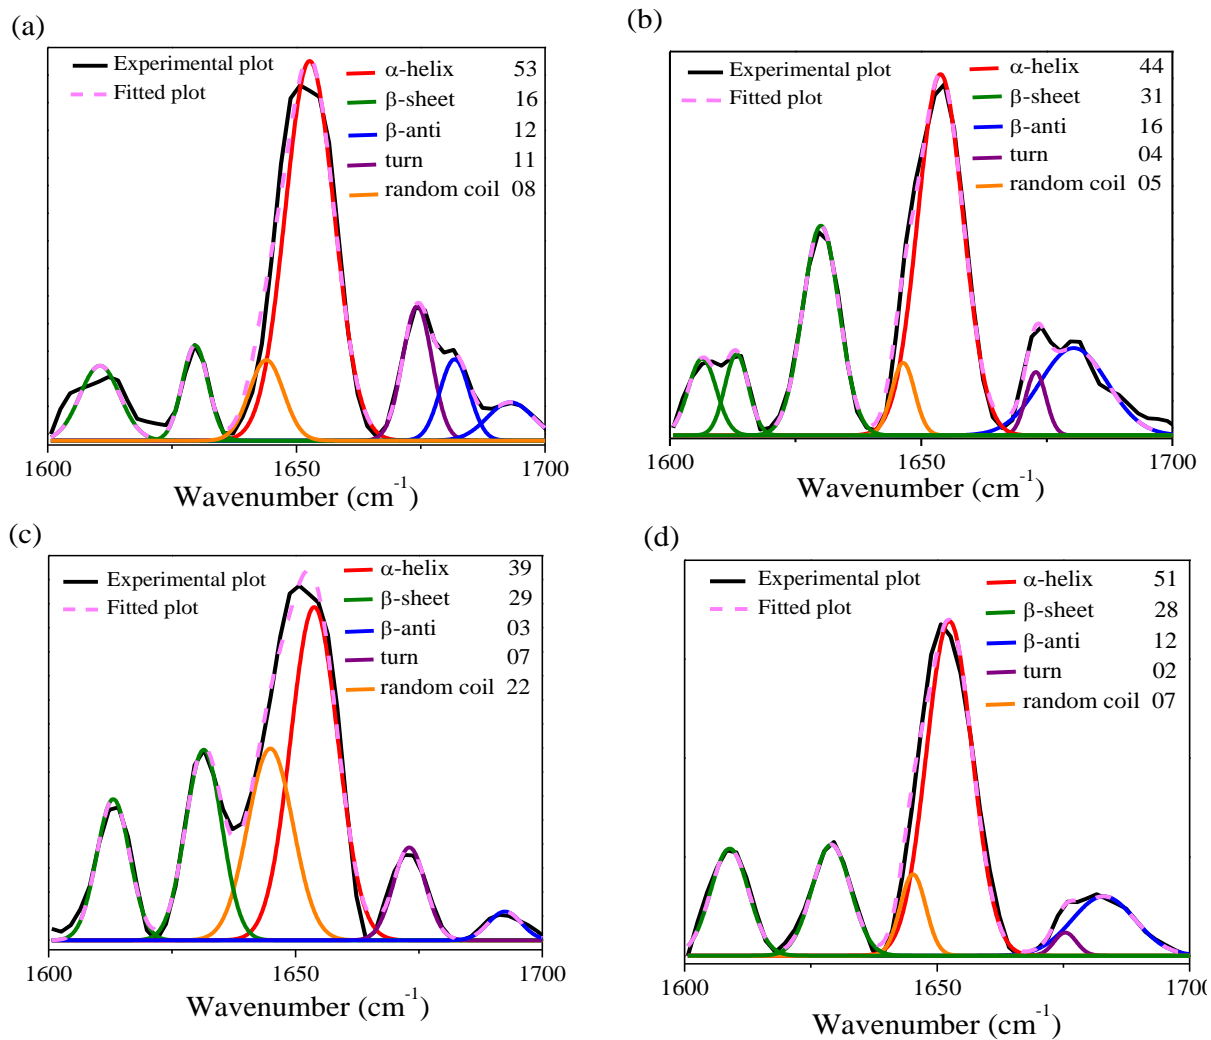 (a)
Experimental plot
Fitted plot
α-helix 53
β-sheet 16
β-anti 12
turn 11
random coil 08
1600 1650 1700
Wavenumber (cm-1)
(b)
Experimental plot
Fitted plot
α-helix 44
β-sheet 31
β-anti 16
turn 04
random coil 05
1600 1650 1700
Wavenumber (cm-1)
(c)
Experimental plot
Fitted plot
α-helix 39
β-sheet 29
β-anti 03
turn 07
random coil 22
1600 1650 1700
Wavenumber (cm-1)
(d)
Experimental plot
Fitted plot
α-helix 51
β-sheet 28
β-anti 12
turn 02
random coil 07
1600 1650 1700
Wavenumber (cm-1)